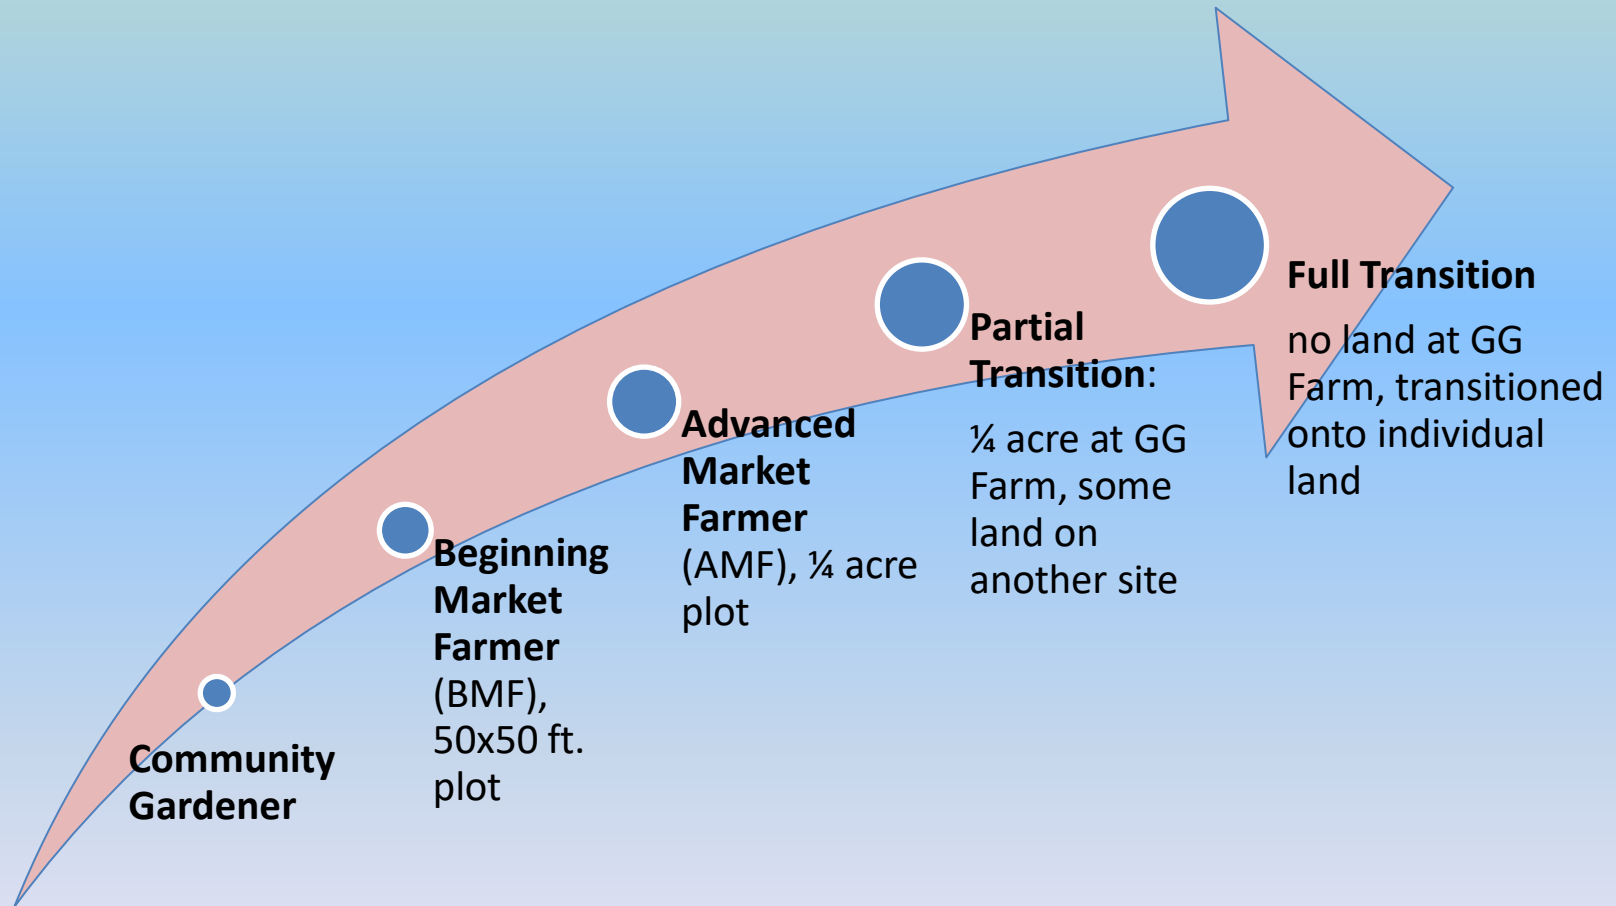 Community
Gardener
Beginning
Market
Farmer
(BMF),
50x50 ft.
plot
Advanced
Market
Farmer
(AMF), ¼ acre
plot
Partial
Transition:
¼ acre at GG
Farm, some
land on
another site
Full Transition
no land at GG
Farm, transitioned
onto individual
land